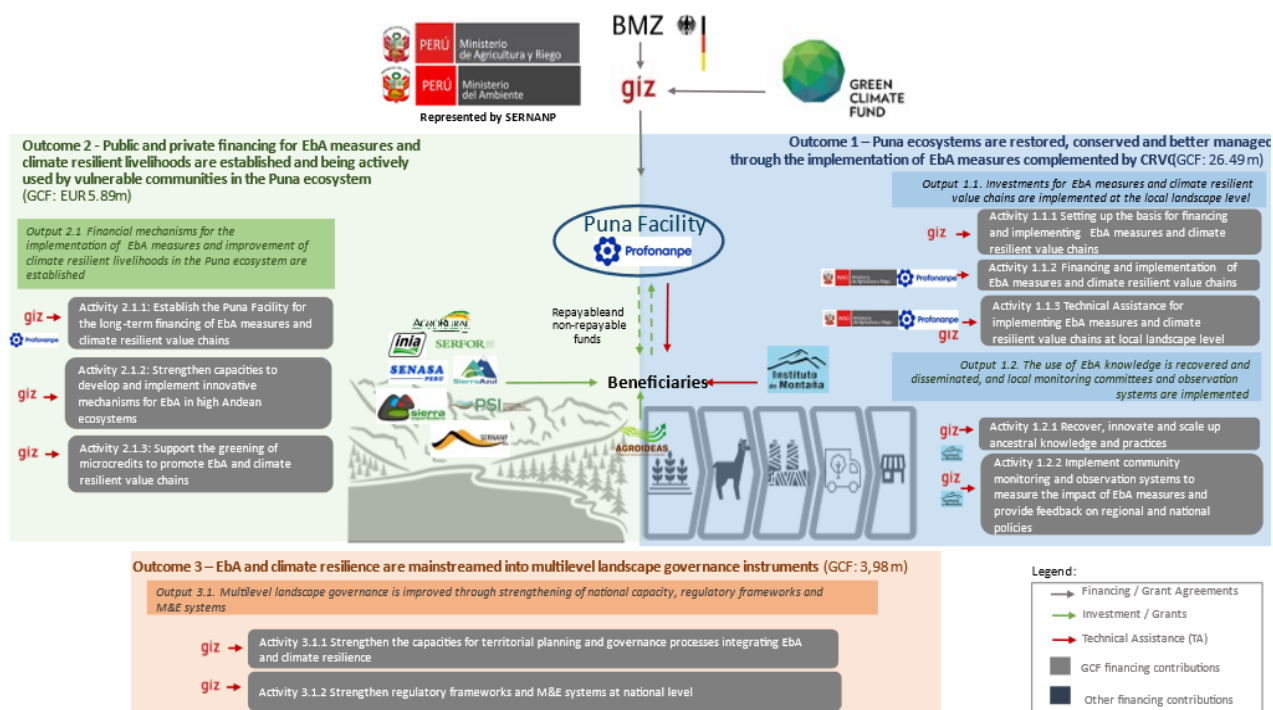 PERÚ Ministerio
de Agricultura y Riego
PERÚ Ministerio
del Ambiente
Represented by SERNANP
BMZ
giz
GREEN
CLIMATE
FUND
Outcome 2 - Public and private financing for EbA measures and
climate resilient livelihoods are established and being actively
used by vulnerable communities in the Puna ecosystem
(GCF: EUR 5.89m)
Output 2.1 Financial mechanisms for the
implementation of EbA measures and improvement of
climate resilient livelihoods in the Puna ecosystem are
established
giz
Profonanpe
Activity 2.1.1: Establish the Puna Facility for
the long-term financing of EbA measures and
climate resilient value chains
giz
Activity 2.1.2: Strengthen capacities to
develop and implement innovative
mechanisms for EbA in high Andean
ecosystems
giz
Activity 2.1.3: Support the greening of
microcredits to promote EbA and climate
resilient value chains
Puna Facility
Profonanpe
Repayableand
non-repayable
funds
AGRORURAL
inia
SERFOR
SENASA
PERU
SierraAzul
sierra
PSI
SERNANP
Beneficiaries
AGROIDEAS
Instituto
de Montaña
Outcome 1 – Puna ecosystems are restored, conserved and better managed
through the implementation of EbA measures complemented by CRVC(GCF: 26.49 m)
Output 1.1. Investments for EbA measures and climate resilient
value chains are implemented at the local landscape level
giz
Activity 1.1.1 Setting up the basis for financing
and implementing EbA measures and climate
resilient value chains
Profonanpe
Activity 1.1.2 Financing and implementation of
EbA measures and climate resilient value chains
Profonanpe
giz
Activity 1.1.3 Technical Assistance for
implementing EbA measures and climate
resilient value chains at local landscape level
Output 1.2. The use of EbA knowledge is recovered and
disseminated, and local monitoring committees and observation
systems are implemented
giz
Activity 1.2.1 Recover, innovate and scale up
ancestral knowledge and practices
giz
Activity 1.2.2 Implement community
monitoring and observation systems to
measure the impact of EbA measures and
provide feedback on regional and national
policies
Outcome 3 – EbA and climate resilience are mainstreamed into multilevel landscape governance instruments (GCF: 3,98 m)
Output 3.1. Multilevel landscape governance is improved through strengthening of national capacity, regulatory frameworks and
M&E systems
giz
Activity 3.1.1 Strengthen the capacities for territorial planning and governance processes integrating EbA
and climate resilience
giz
Activity 3.1.2 Strengthen regulatory frameworks and M&E systems at national level
Legend:
Financing / Grant Agreements
Investment / Grants
Technical Assistance (TA)
GCF financing contributions
Other financing contributions